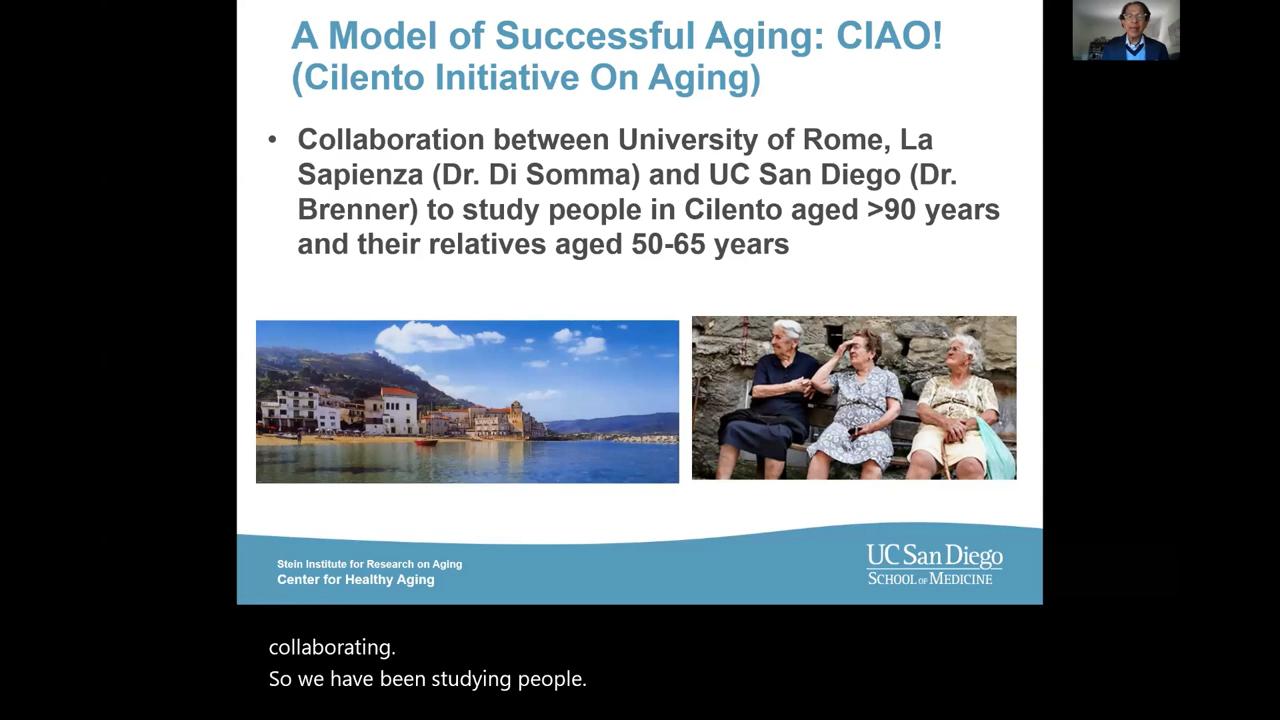 A Model of Successful Aging: CIAO!
(Cilento Initiative On Aging)
• Collaboration between University of Rome, La
Sapienza (Dr. Di Somma) and UC San Diego (Dr.
Brenner) to study people in Cilento aged >90 years
and their relatives aged 50-65 years
Stein Institute for Research on Aging
Center for Healthy Aging
UC San Diego
SCHOOL OF MEDICINE
collaborating.
So we have been studying people.